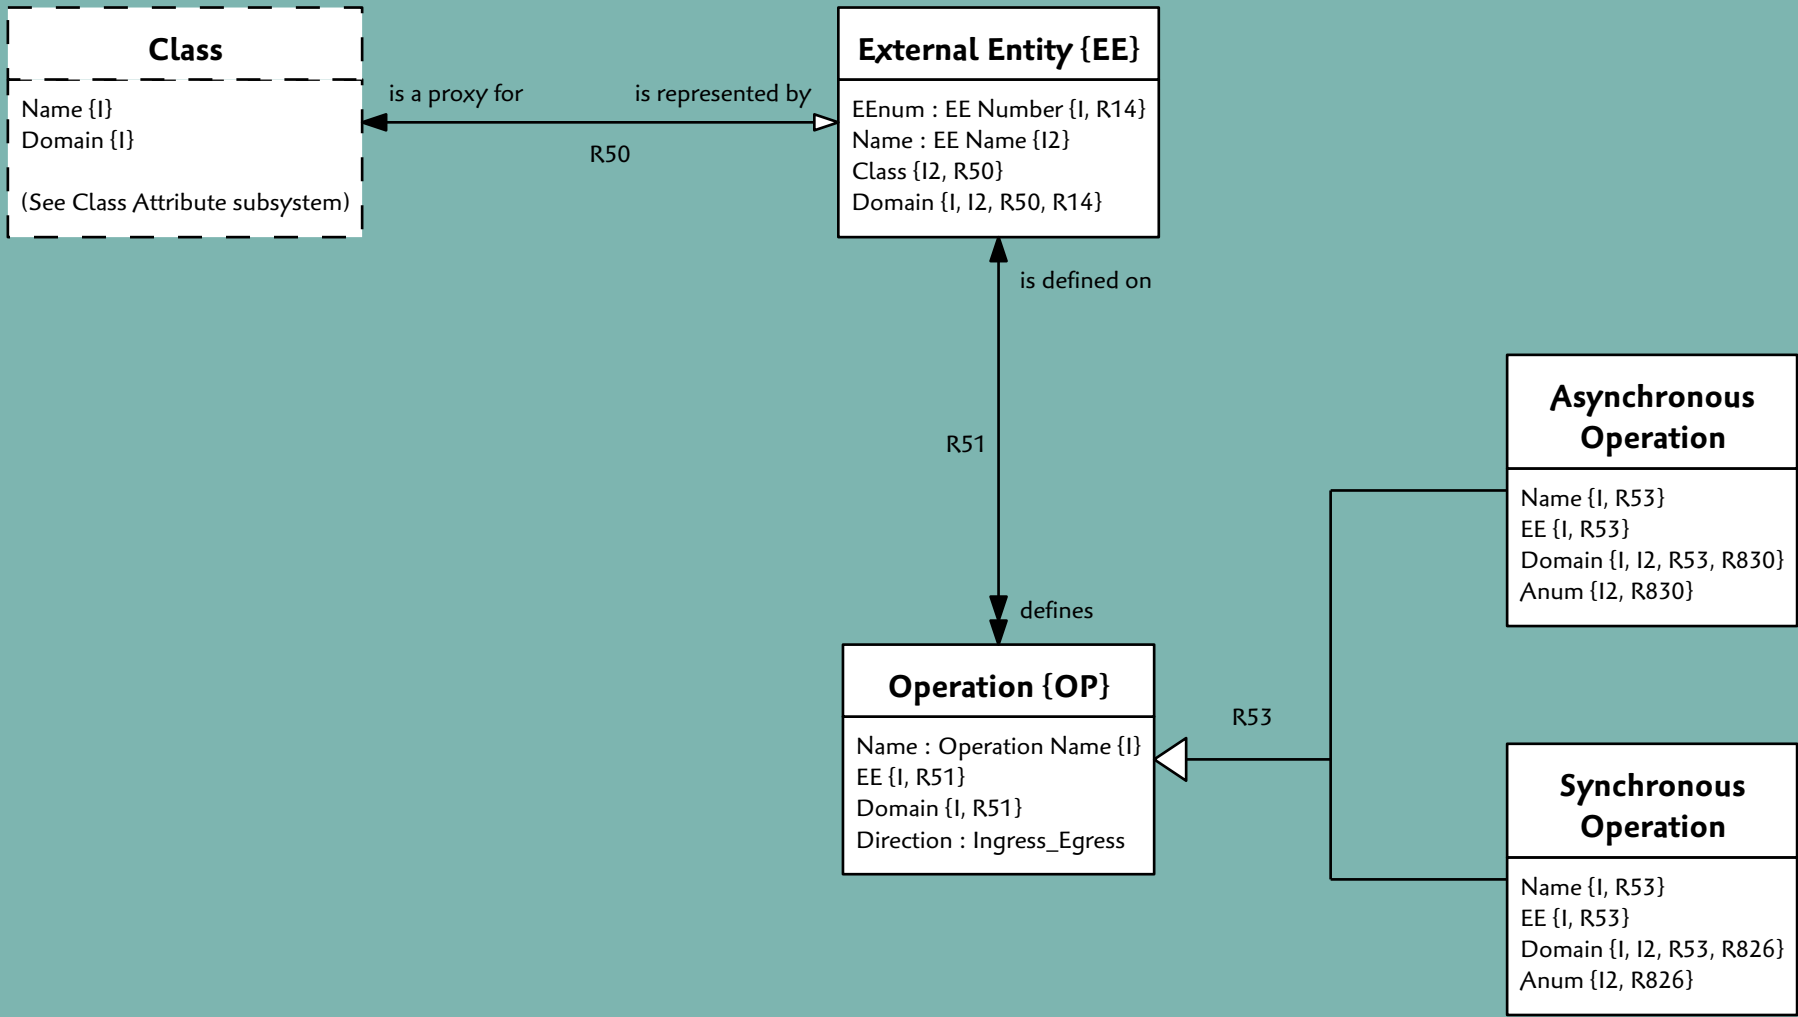 Class
Name {I}
Domain {I}
(See Class Attribute subsystem)
is a proxy for
is represented by
R50
External Entity {EE}
EEnum : EE Number {I, R14}
Name : EE Name {I2}
Class {I2, R50}
Domain {I, I2, R50, R14}
is defined on
R51
defines
Operation {OP}
Name : Operation Name {I}
EE {I, R51}
Domain {I, R51}
Direction : Ingress_Egress
R53
Asynchronous
Operation
Name {I, R53}
EE {I, R53}
Domain {I, I2, R53, R830}
Anum {I2, R830}
Synchronous
Operation
Name {I, R53}
EE {I, R53}
Domain {I, I2, R53, R826}
Anum {I2, R826}